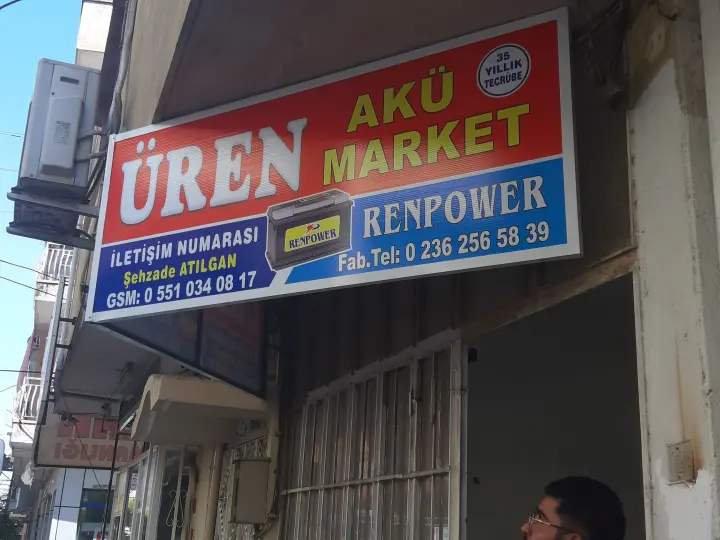 ÜREN
AKÜ
MARKET
35
YILLIK
TECRÜBE
İLETİŞİM NUMARASI
Şehzade ATILGAN
GSM: 0 551 034 08 17
RENPOWER
RENPOWER
Fab.Tel: 0 236 256 58 39